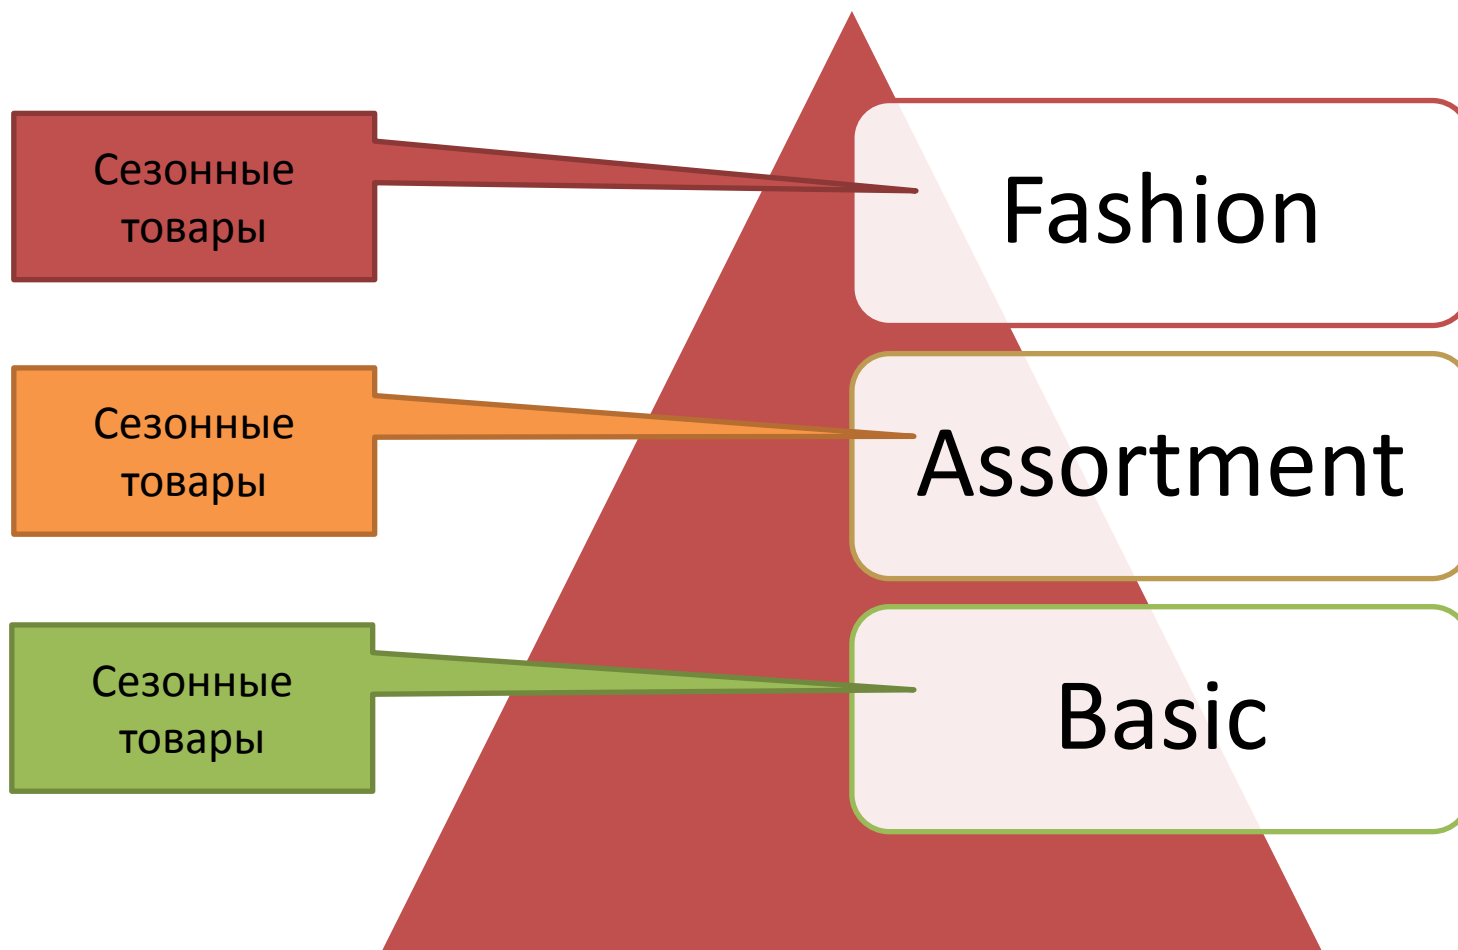 Сезонные
товары
Fashion
Сезонные
товары
Assortment
Сезонные
товары
Basic